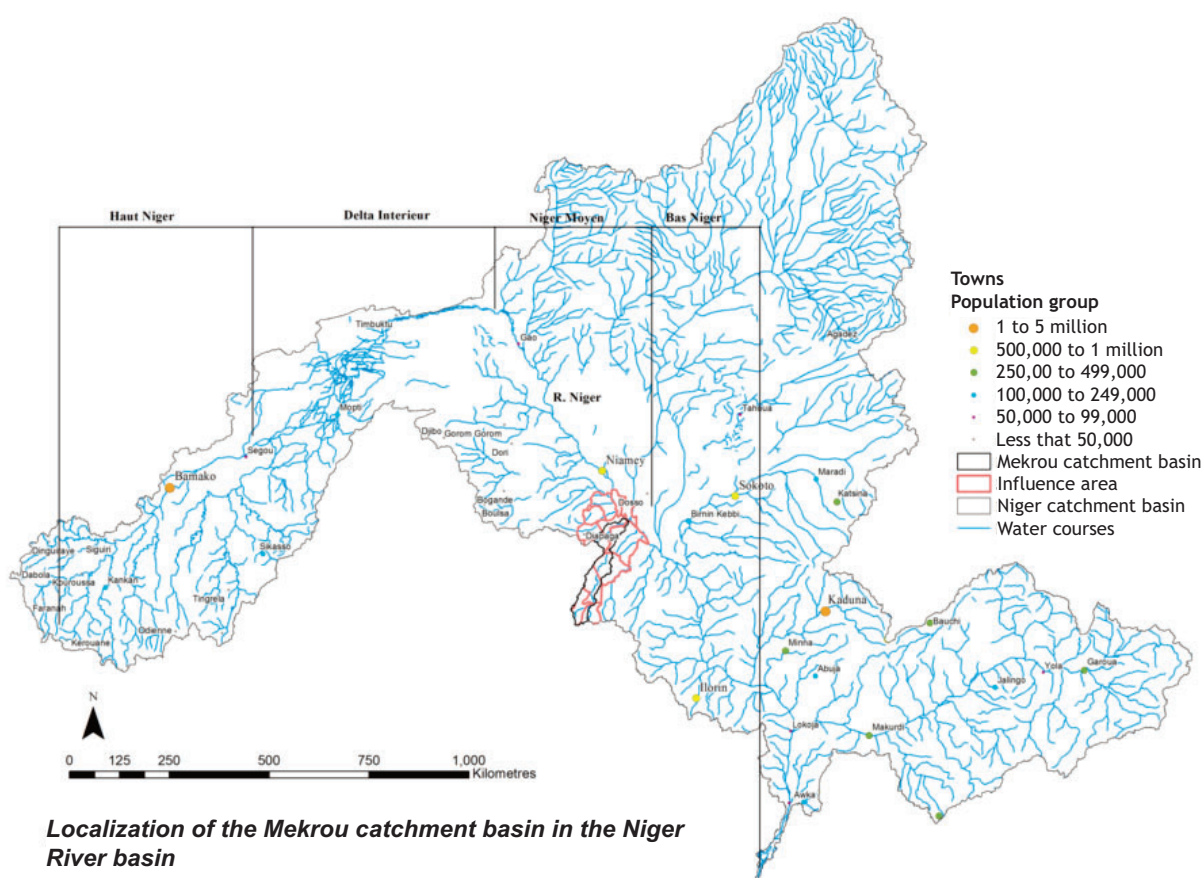 Haut Niger
Delta Interieur
Niger Moyen
Bas Niger
Timbuktu
Gao
Agadez
R. Niger
Mopti
Tahoua
Djibo
Gorom Gorom
Segou
Dori
Niamey
Bamako
Maradi
Sokoto
Katsina
Bogande
Dosso
Boulsa
Birnin Kebbi
Diapaga
Dinguiraye
Siguiri
Sikasso
Dabola
Kouroussa
Kankan
Tingrela
Faranah
Kaduna
Bauchi
Odienne
Kerouane
Minna
Abuja
Yola
Garoua
Jalingo
Ilorin
Lokoja
Makurdi
Awka
Towns
Population group
1 to 5 million
500,000 to 1 million
250,00 to 499,000
100,000 to 249,000
50,000 to 99,000
Less that 50,000
Mekrou catchment basin
Influence area
Niger catchment basin
Water courses
N
0 125 250 500 750 1,000
Kilometres
Localization of the Mekrou catchment basin in the Niger
River basin